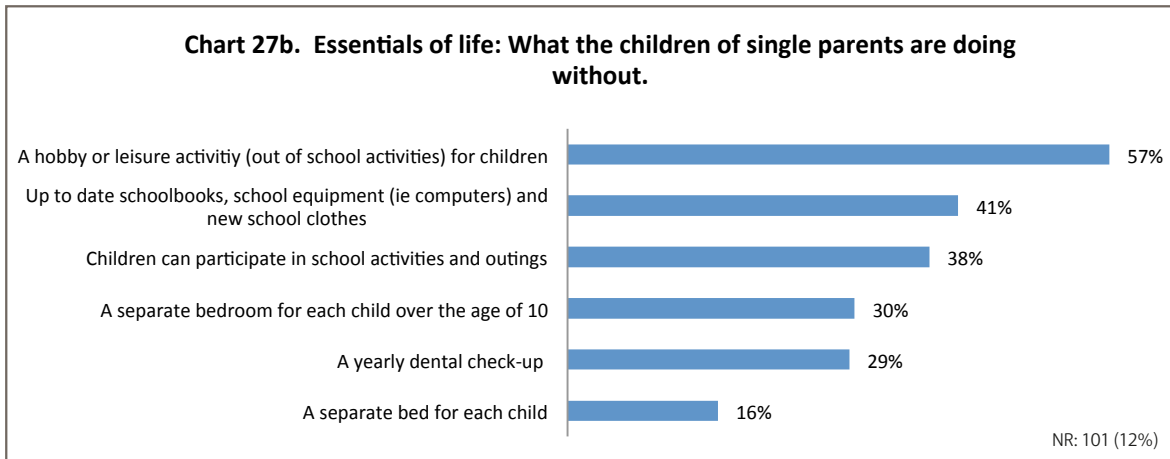 Chart 27b.  Essentials of life: What the children of single parents are doing
without.
A hobby or leisure activitiy (out of school activities) for children
57%
Up to date schoolbooks, school equipment (ie computers) and
new school clothes
41%
Children can participate in school activities and outings
38%
A separate bedroom for each child over the age of 10
30%
A yearly dental check-up
29%
A separate bed for each child
16%
NR: 101 (12%)